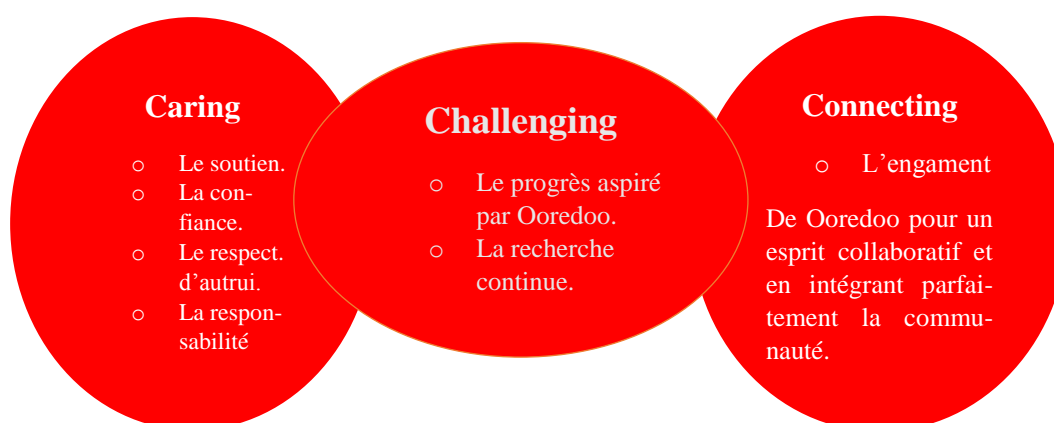 Caring
o Le soutien.
o La con-
fiance.
o Le respect.
d'autrui.
o La respon-
sabilité
Challenging
o Le progrès aspiré
par Ooredoo.
o La recherche
continue.
Connecting
o L'engament
De Ooredoo pour un
esprit collaboratif et
en intégrant parfai-
tement la commu-
nauté.